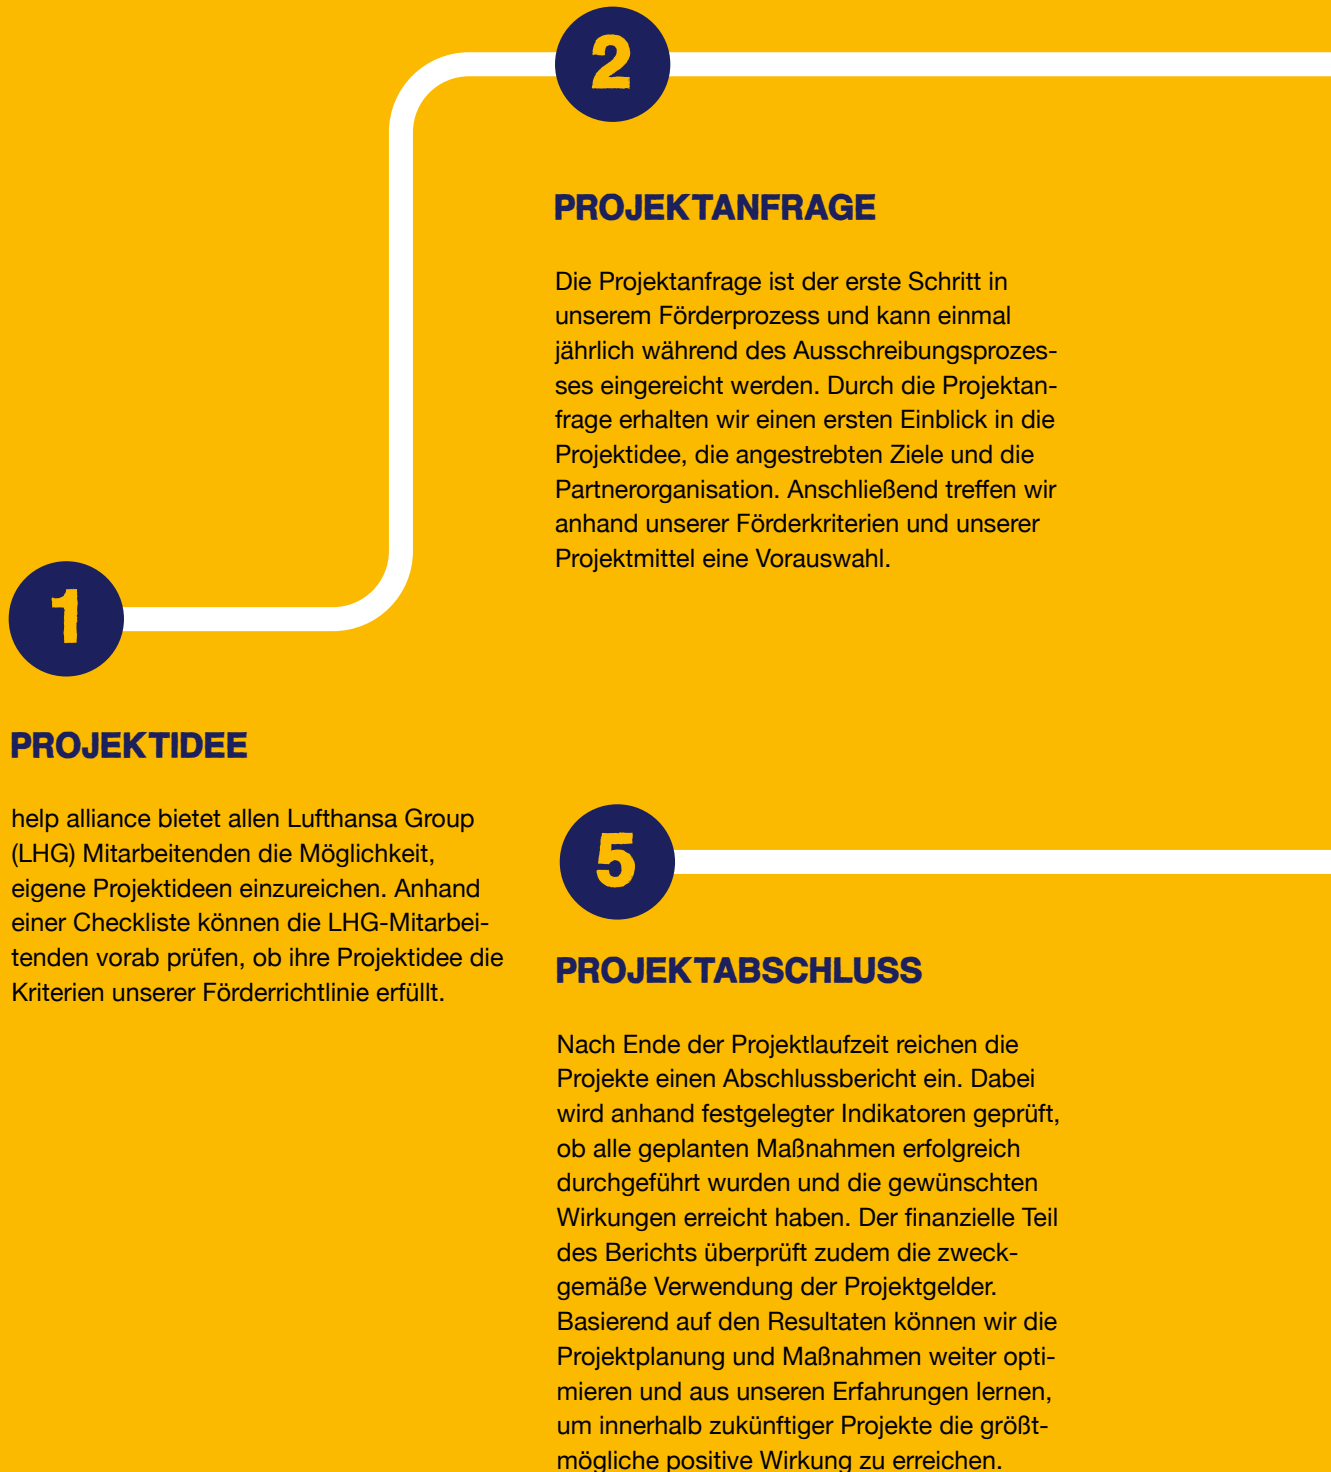 1
PROJEKTIDEE
help alliance bietet allen Lufthansa Group
(LHG) Mitarbeitenden die Möglichkeit,
eigene Projektideen einzureichen. Anhand
einer Checkliste können die LHG-Mitarbei-
tenden vorab prüfen, ob ihre Projektidee die
Kriterien unserer Förderrichtlinie erfüllt.
2
PROJEKTANFRAGE
Die Projektanfrage ist der erste Schritt in
unserem Förderprozess und kann einmal
jährlich während des Ausschreibungsprozes-
ses eingereicht werden. Durch die Projektan-
frage erhalten wir einen ersten Einblick in die
Projektidee, die angestrebten Ziele und die
Partnerorganisation. Anschließend treffen wir
anhand unserer Förderkriterien und unserer
Projektmittel eine Vorauswahl.
5
PROJEKTABSCHLUSS
Nach Ende der Projektlaufzeit reichen die
Projekte einen Abschlussbericht ein. Dabei
wird anhand festgelegter Indikatoren geprüft,
ob alle geplanten Maßnahmen erfolgreich
durchgeführt wurden und die gewünschten
Wirkungen erreicht haben. Der finanzielle Teil
des Berichts überprüft zudem die zweck-
gemäße Verwendung der Projektgelder.
Basierend auf den Resultaten können wir die
Projektplanung und Maßnahmen weiter opti-
mieren und aus unseren Erfahrungen lernen,
um innerhalb zukünftiger Projekte die größt-
mögliche positive Wirkung zu erreichen.